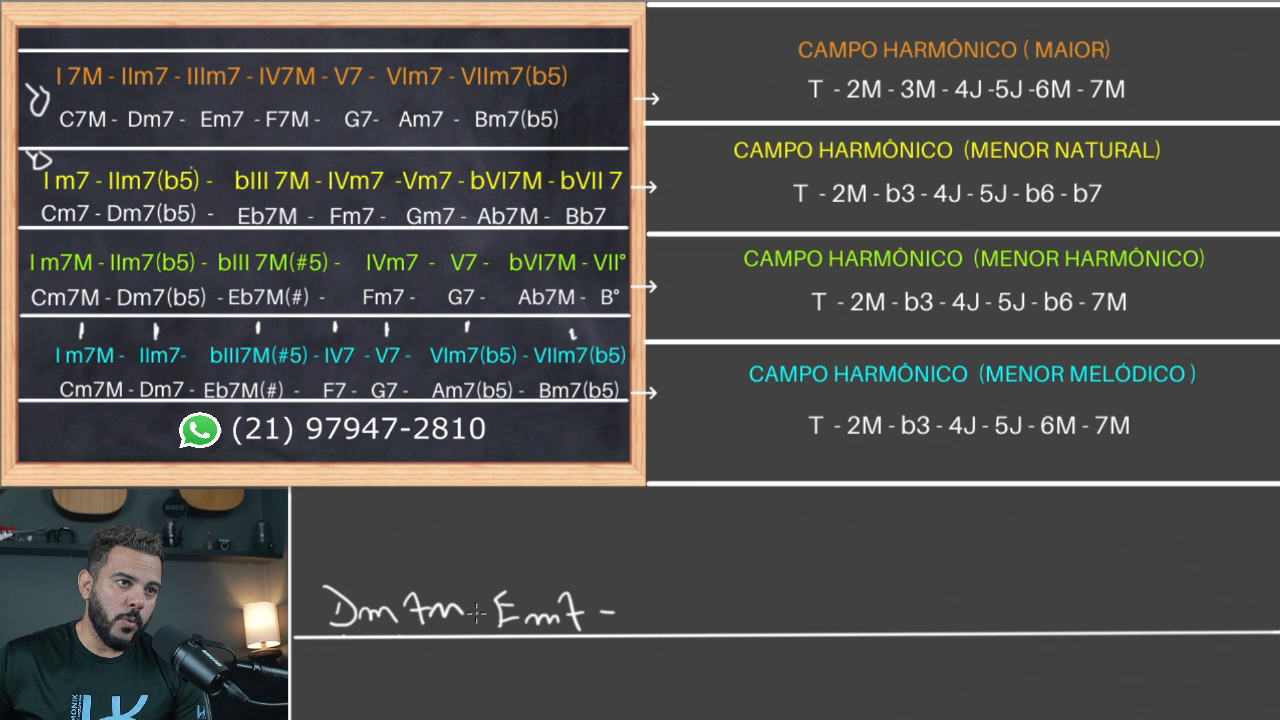 I 7M - IIm7 - IIIm7 - IV7M - V7 - VIm7 - VIIm7(b5)
C7M - Dm7 - Em7 - F7M - G7- Am7 - Bm7(b5)
I m7 - IIm7(b5) - bIII 7M - IVm7 -Vm7 - bVI7M - bVII 7
Cm7 - Dm7(b5) - Eb7M - Fm7 - Gm7 - Ab7M - Bb7
I m7M - IIm7(b5) - bIII 7M(#5) - IVm7 - V7 - bVI7M - VII°
Cm7M - Dm7(b5) - Eb7M(#) - Fm7 - G7 - Ab7M - B°
I m7M - IIm7- bIII7M(#5) - IV7 - V7 - VIm7(b5) - VIIm7(b5)
Cm7M - Dm7 - Eb7M(#) - F7 - G7 - Am7(b5) - Bm7(b5)
(21) 97947-2810
CAMPO HARMÔNICO ( MAIOR)
T - 2M - 3M - 4J -5J -6M - 7M
CAMPO HARMÔNICO (MENOR NATURAL)
T - 2M - b3 - 4J - 5J - b6 - b7
CAMPO HARMÔNICO (MENOR HARMÔNICO)
T - 2M - b3 - 4J - 5J - b6 - 7M
CAMPO HARMÔNICO (MENOR MELÓDICO )
T - 2M - b3 - 4J - 5J - 6M - 7M
Dm7M - Em7 -